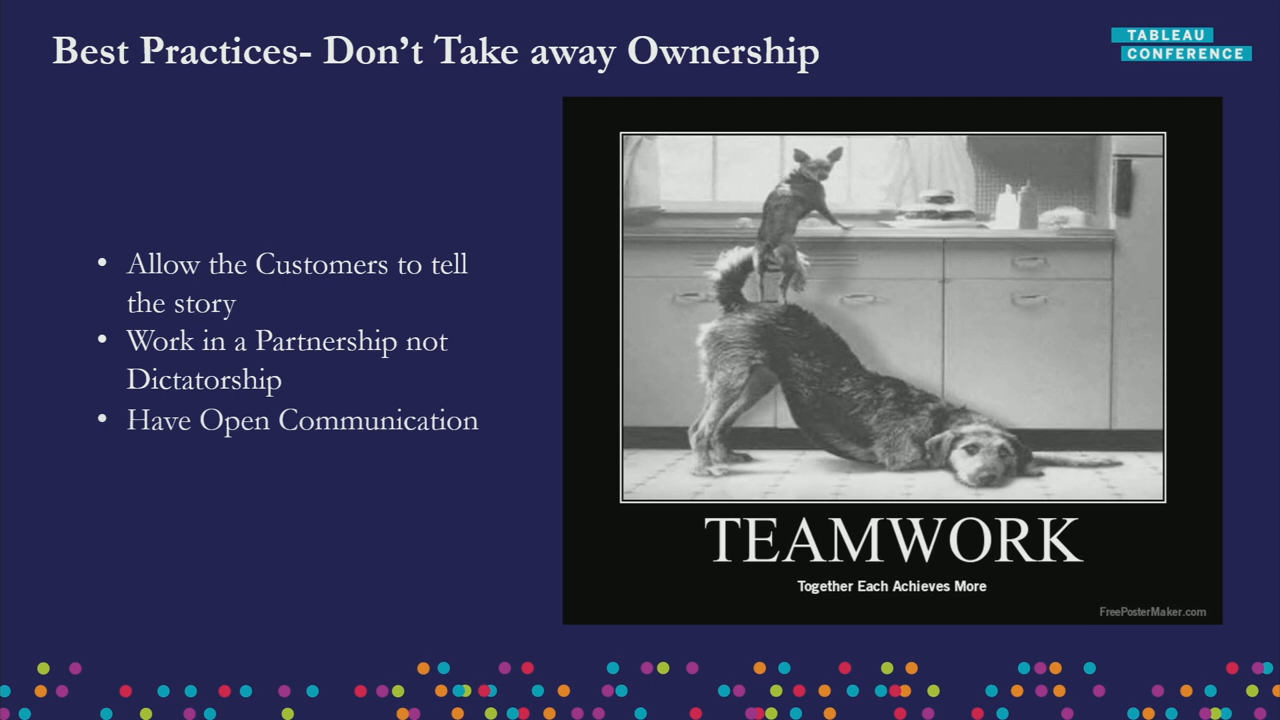 Best Practices- Don’t Take away Ownership
TABLEAU
CONFERENCE
• Allow the Customers to tell
the story
• Work in a Partnership not
Dictatorship
• Have Open Communication
TEAMWORK
Together Each Achieves More
FreePosterMaker.com